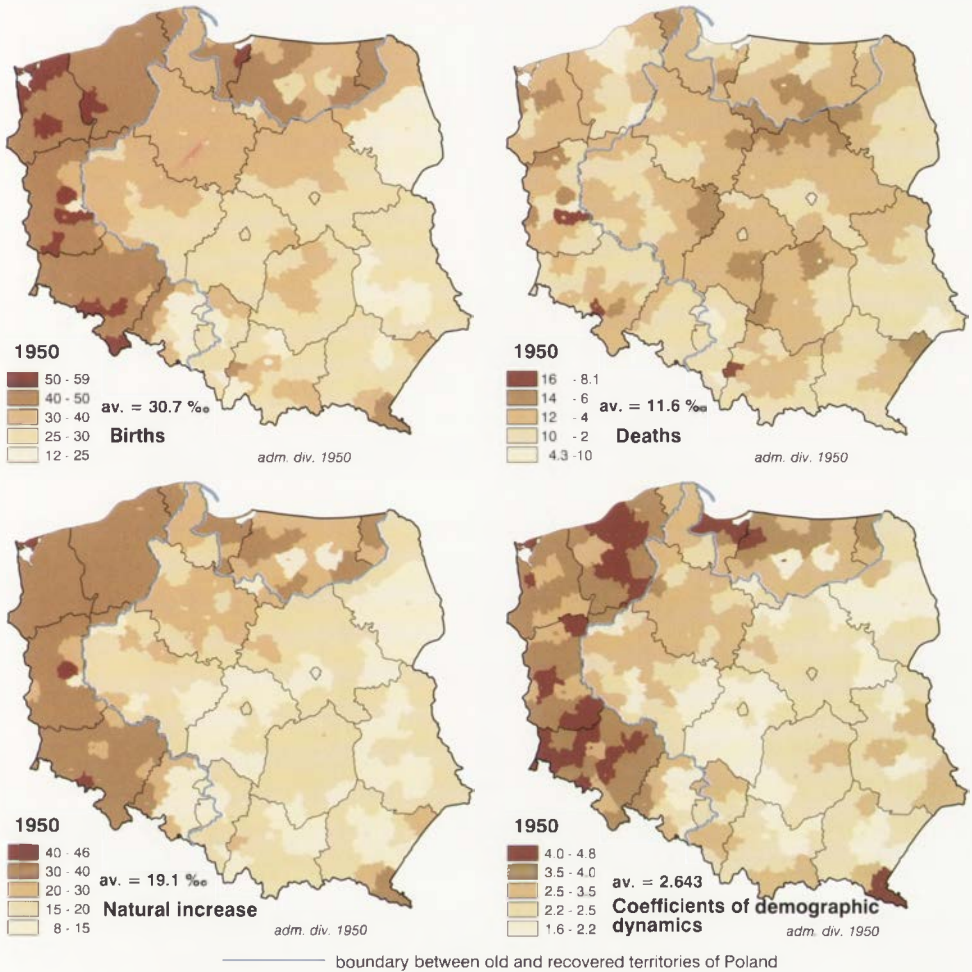 1950
50 - 59
40 - 50
30 - 40
25 - 30
12 - 25
av. = 30.7 ‰
Births
adm. div. 1950
1950
16 - 8.1
14 - 6
12 - 4
10 - 2
4.3 -10
av. = 11.6 ‰
Deaths
adm. div. 1950
1950
40 - 46
30 - 40
20 - 30
15 - 20
8 - 15
av. = 19.1 ‰
Natural increase
adm. div. 1950
1950
4.0 - 4.8
3.5 - 4.0
2.5 - 3.5
2.2 - 2.5
1.6 - 2.2
av. = 2.643
Coefficients of demographic
dynamics
adm. div. 1950
boundary between old and recovered territories of Poland